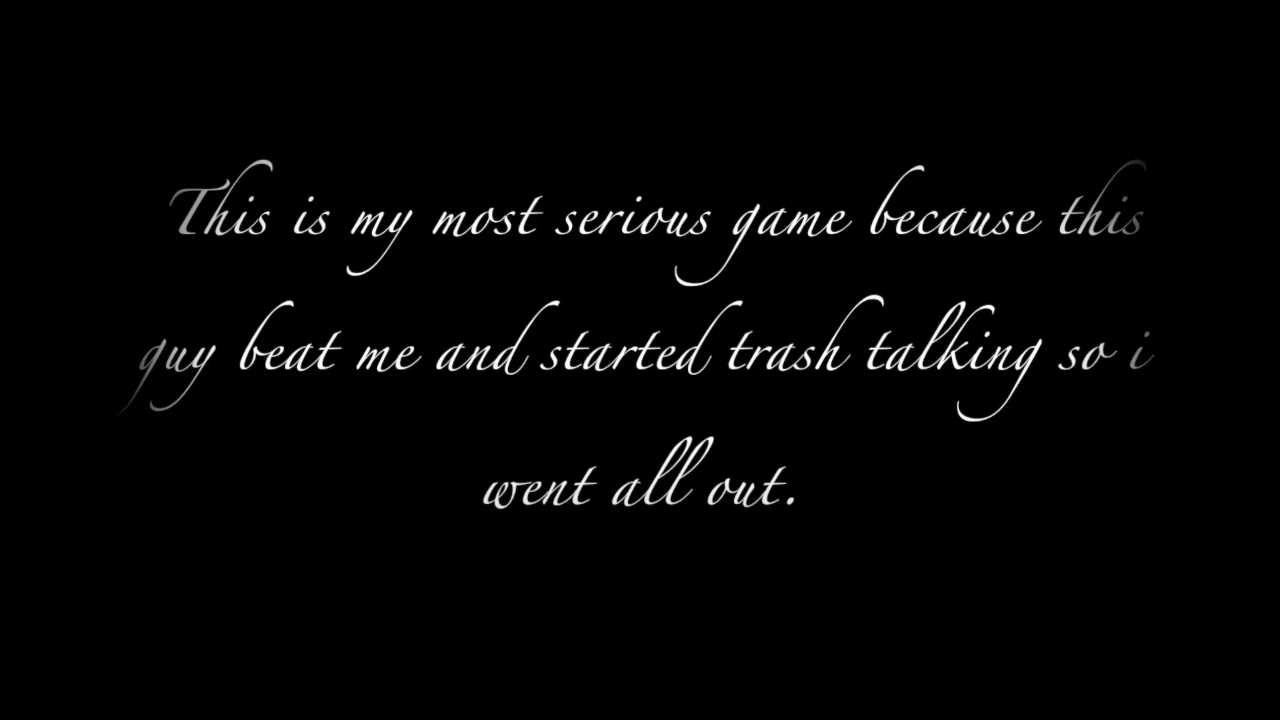 This is my most serious game because this
guy beat me and started trash talking so i
went all out.